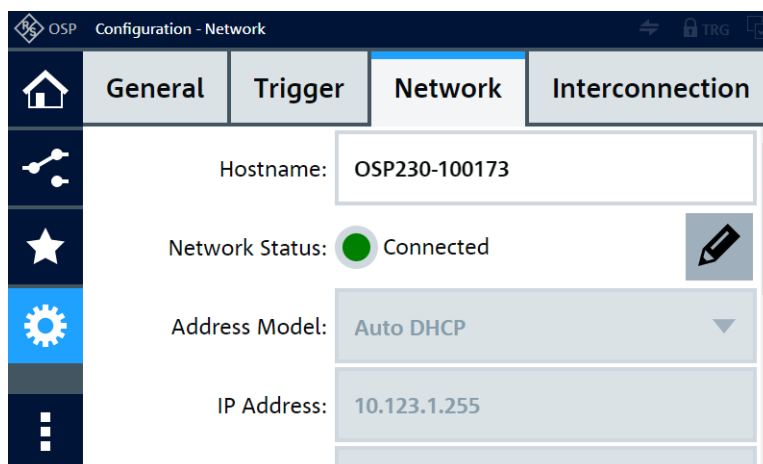 R&S OSP Configuration - Network TRG
General Trigger Network Interconnection
Hostname: OSP230-100173
Network Status: Connected
Address Model: Auto DHCP
IP Address: 10.123.1.255